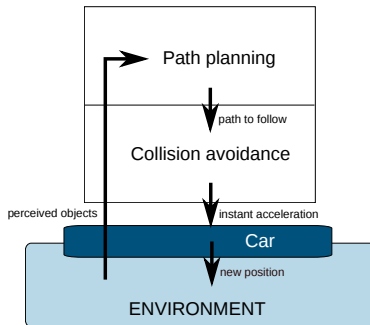 Path planning
path to follow
Collision avoidance
perceived objects
instant acceleration
Car
new position
ENVIRONMENT